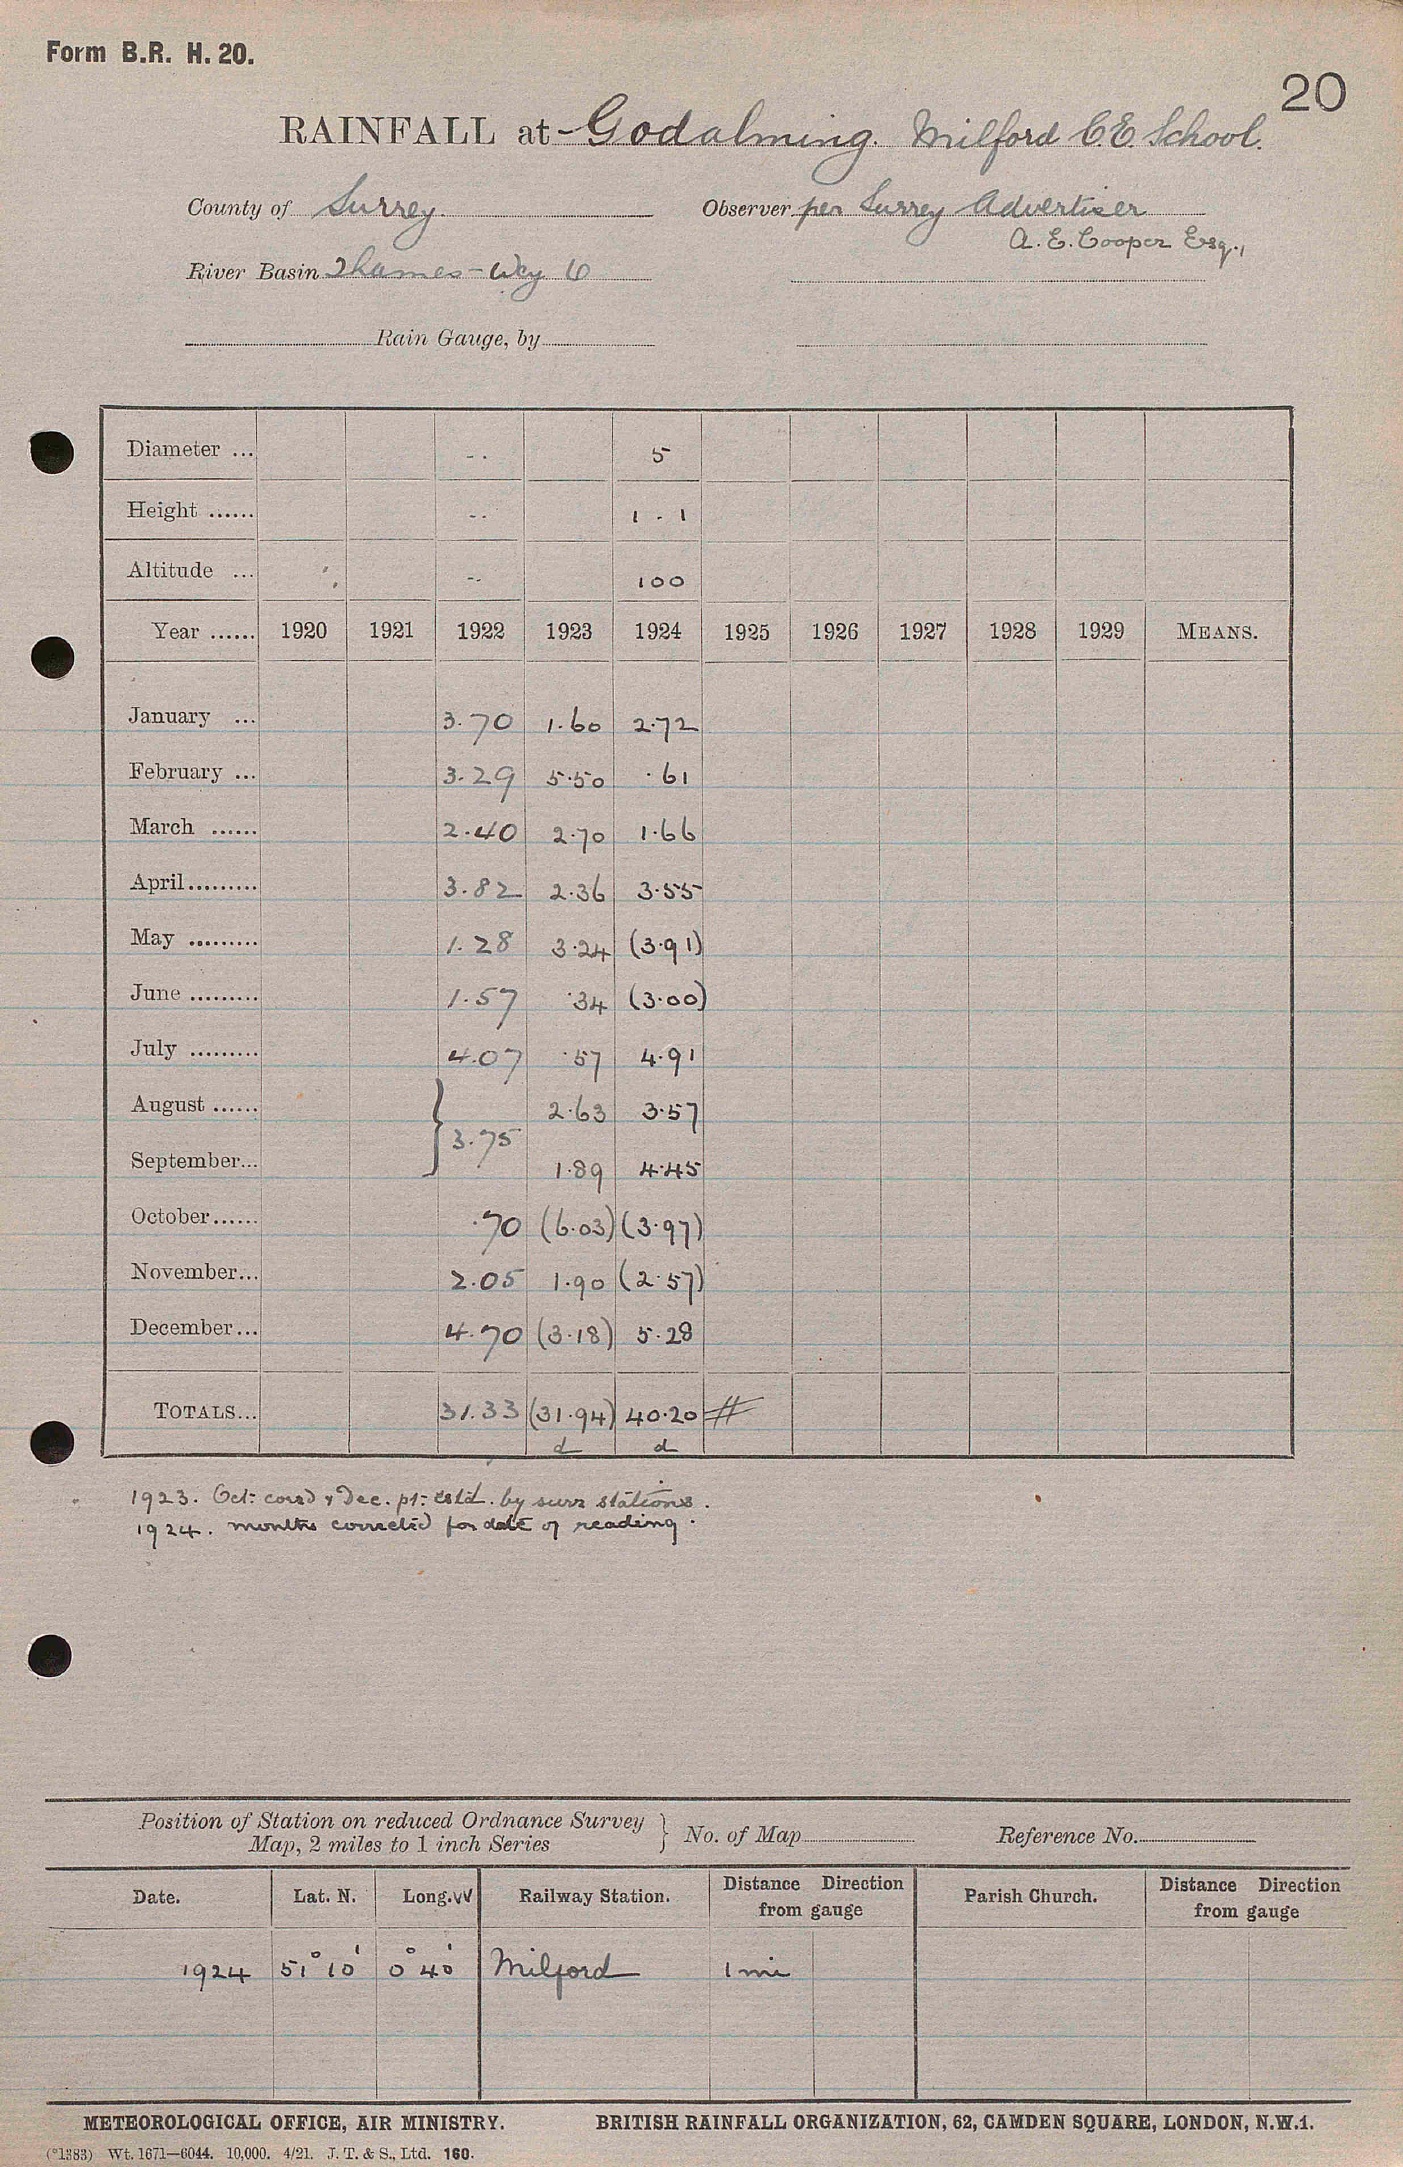 Form B.R. H. 20.
20
RAINFALL at Godalming. Milford C.E. School.
County of Surrey. Observer per Surrey Advertiser
A. E. Cooper Esq.,
River Basin Thames - Wey 6
Rain Gauge, by
Diameter ... -- 5
Height ...... -- 1 - 1
Altitude ... -- 100
Year ...... 1920 1921 1922 1923 1924 1925 1926 1927 1928 1929 MEANS.
January ... 3.70 1.60 2.72
February ... 3.29 5.50 .61
March ...... 2.40 2.70 1.66
April......... 3.82 2.36 3.55
May ......... 1.28 3.24 (3.91)
June ......... 1.57 .34 (3.00)
July ......... 4.07 .57 4.91
August ...... 2.63 3.57
} 3.75
September... 1.89 4.45
October...... .70 (6.03) (3.97)
November... 2.05 1.90 (2.57)
December... 4.70 (3.18) 5.28
TOTALS... 31.33 (31.94) 40.20 #
d d
1923. Oct: corrd & Dec. pt: estd. by surr stations.
1924. months corrected for date of reading.
Position of Station on reduced Ordnance Survey
Map, 2 miles to 1 inch Series } No. of Map Reference No.
Date. Lat. N. Long. W Railway Station. Distance Direction from gauge Parish Church. Distance Direction from gauge
1924 51° 10' 0° 40' Milford 1 mi
METEOROLOGICAL OFFICE, AIR MINISTRY. BRITISH RAINFALL ORGANIZATION, 62, CAMDEN SQUARE, LONDON, N.W.1.
(*1383) Wt. 1671—6044. 10,000. 4/21. J. T. & S., Ltd. 160.